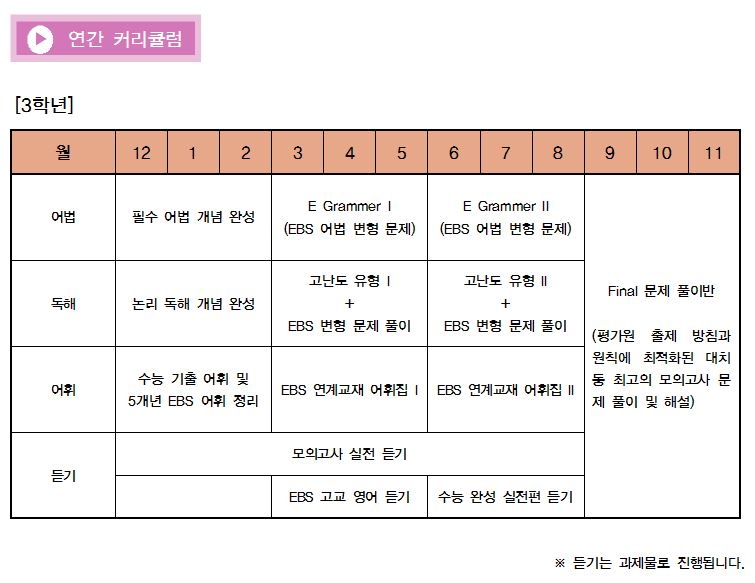 연간 커리큘럼
[3학년]
월 12 1 2 3 4 5 6 7 8 9 10 11
어법
필수 어법 개념 완성
E Grammer Ⅰ
(EBS 어법 변형 문제)
E Grammer Ⅱ
(EBS 어법 변형 문제)
독해
논리 독해 개념 완성
고난도 유형 Ⅰ
+
EBS 변형 문제 풀이
고난도 유형 Ⅱ
+
EBS 변형 문제 풀이
어휘
수능 기출 어휘 및
5개년 EBS 어휘 정리
EBS 연계교재 어휘집 Ⅰ
EBS 연계교재 어휘집 Ⅱ
듣기
모의고사 실전 듣기
EBS 고교 영어 듣기
수능 완성 실전편 듣기
Final 문제 풀이반
(평가원 출제 방침과
원칙에 최적화된 대치
동 최고의 모의고사 문
제 풀이 및 해설)
※ 듣기는 과제물로 진행됩니다.